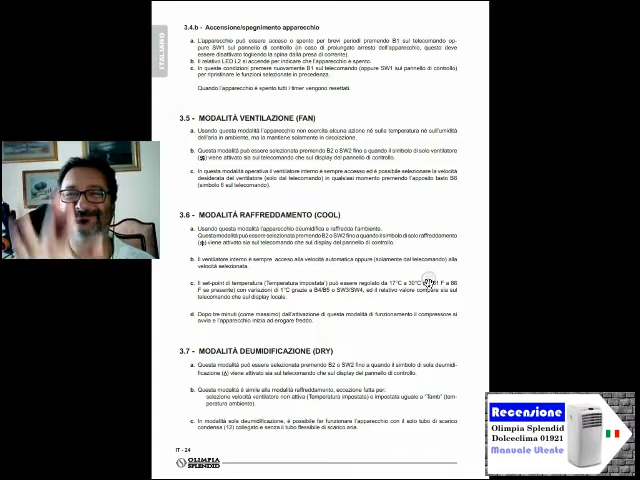 3.4.b - Accensione/spegnimento apparecchio
ITALIANO
a. L'apparecchio può essere acceso o spento per brevi periodi premendo B1 sul telecomando op-
pure SW1 sul pannello di controllo (in caso di prolungato arresto dell'apparecchio, questo deve
essere disattivato togliendo la spina dalla presa di corrente)
b. Il relativo LED L2 si accende per indicare che l'apparecchio è spento.
c. In queste condizioni premere nuovamente B1 sul telecomando (oppure SW1 sul pannello di controllo)
per ripristinare le funzioni selezionate in precedenza.
Quando l'apparecchio è spento tutti i timer vengono resettati.
3.5 - MODALITÀ VENTILAZIONE (FAN)
a. Usando questa modalità l'apparecchio non esercita alcuna azione né sulla temperatura né sull'umidità
dell'aria in ambiente, ma la mantiene solamente in circolazione.
b. Questa modalità può essere selezionata premendo B2 o SW2 fino a quando il simbolo di solo ventilatore
() viene attivato sia sul telecomando che sul display del pannello di controllo.
c. In questa modalità operativa il ventilatore interno è sempre acceso ed è possibile selezionare la velocità
desiderata del ventilatore (solo dal telecomando) in qualsiasi momento premendo l'apposito tasto B6
(simbolo 6 sul telecomando).
3.6 - MODALITÀ RAFFREDDAMENTO (COOL)
a. Usando questa modalità l'apparecchio deumidifica e raffredda l'ambiente.
Questa modalità può essere selezionata premendo B2 o SW2 fino a quando il simbolo di solo raffreddamento
() viene attivato sia sul telecomando che sul display del pannello di controllo.
b. Il ventilatore interno è sempre acceso alla velocità automatica oppure (solamente dal telecomando) alla
velocità selezionata.
c. Il set-point di temperatura (Temperatura impostata) può essere regolato da 17°C a 30°C 61 F a 86
F se presente) con variazioni di 1°C grazie a B4/B5 o SW3/SW4, ed il relativo valore compare sia sul
telecomando che sul display locale.
d. Dopo tre minuti (come massimo) dall'attivazione di questa modalità di funzionamento il compressore si
avvia e l'apparecchio inizia ad erogare freddo.
3.7 - MODALITÀ DEUMIDIFICAZIONE (DRY)
a. Questa modalità può essere selezionata premendo B2 o SW2 fino a quando il simbolo di sola deumidi-
ficazione () viene attivato sia sul telecomando che sul display del pannello di controllo.
b. Questa modalità è simile alla modalità raffreddamento, eccezione fatta per:
selezione velocità ventilatore non attiva (Temperatura impostata) e impostata uguale a "Tamb" (tem-
peratura ambiente).
c. In modalità sole deumidificazione, è possibile far funzionare l'apparecchio con il solo tubo di scarico
condensa (12) collegato e senza il tubo flessibile di scarico aria.
IT - 24
OLIMPIA
SPLENDID
Recensione
Olimpia Splendid
Dolceclima 01921
Manuale Utente